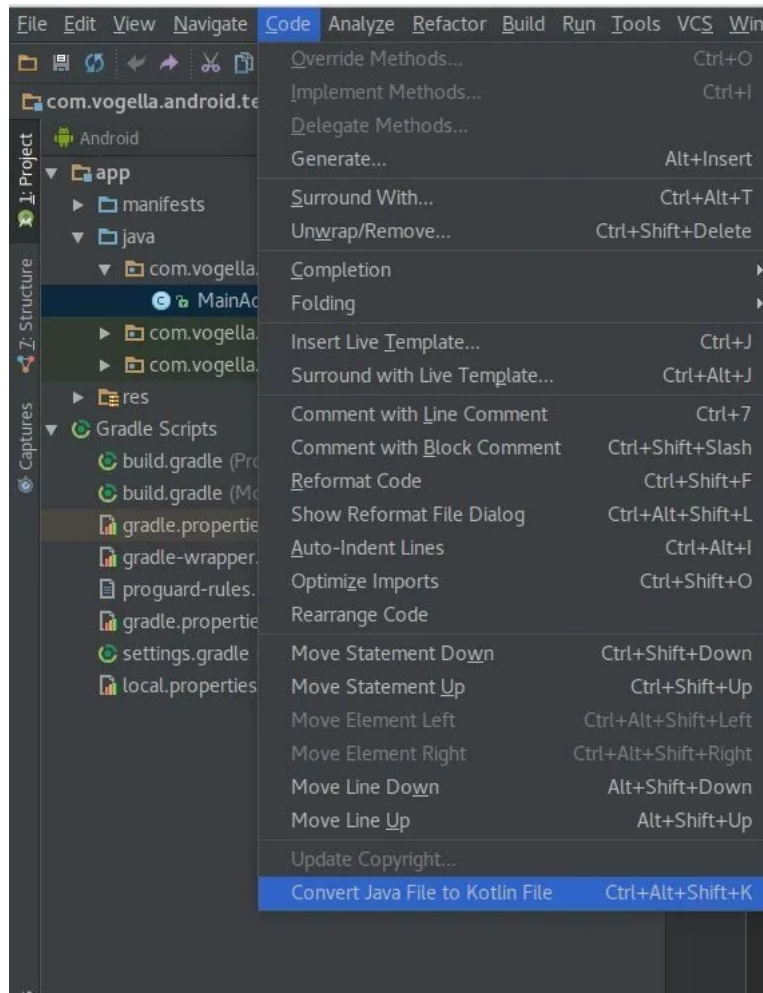 File Edit View Navigate Code Analyze Refactor Build Run Tools VCS Win
com.vogella.android.te
Android
1: Project
7: Structure
Captures
app
manifests
java
com.vogella.
MainAc
com.vogella.
com.vogella.
res
Gradle Scripts
build.gradle (Pro
build.gradle (Mo
gradle.propertie
gradle-wrapper.
proguard-rules.
gradle.propertie
settings.gradle
local.properties
Override Methods... Ctrl+O
Implement Methods... Ctrl+I
Delegate Methods...
Generate... Alt+Insert
Surround With... Ctrl+Alt+T
Unwrap/Remove... Ctrl+Shift+Delete
Completion
Folding
Insert Live Template... Ctrl+J
Surround with Live Template... Ctrl+Alt+J
Comment with Line Comment Ctrl+7
Comment with Block Comment Ctrl+Shift+Slash
Reformat Code Ctrl+Shift+F
Show Reformat File Dialog Ctrl+Alt+Shift+L
Auto-Indent Lines Ctrl+Alt+I
Optimize Imports Ctrl+Shift+O
Rearrange Code
Move Statement Down Ctrl+Shift+Down
Move Statement Up Ctrl+Shift+Up
Move Element Left Ctrl+Alt+Shift+Left
Move Element Right Ctrl+Alt+Shift+Right
Move Line Down Alt+Shift+Down
Move Line Up Alt+Shift+Up
Update Copyright...
Convert Java File to Kotlin File Ctrl+Alt+Shift+K